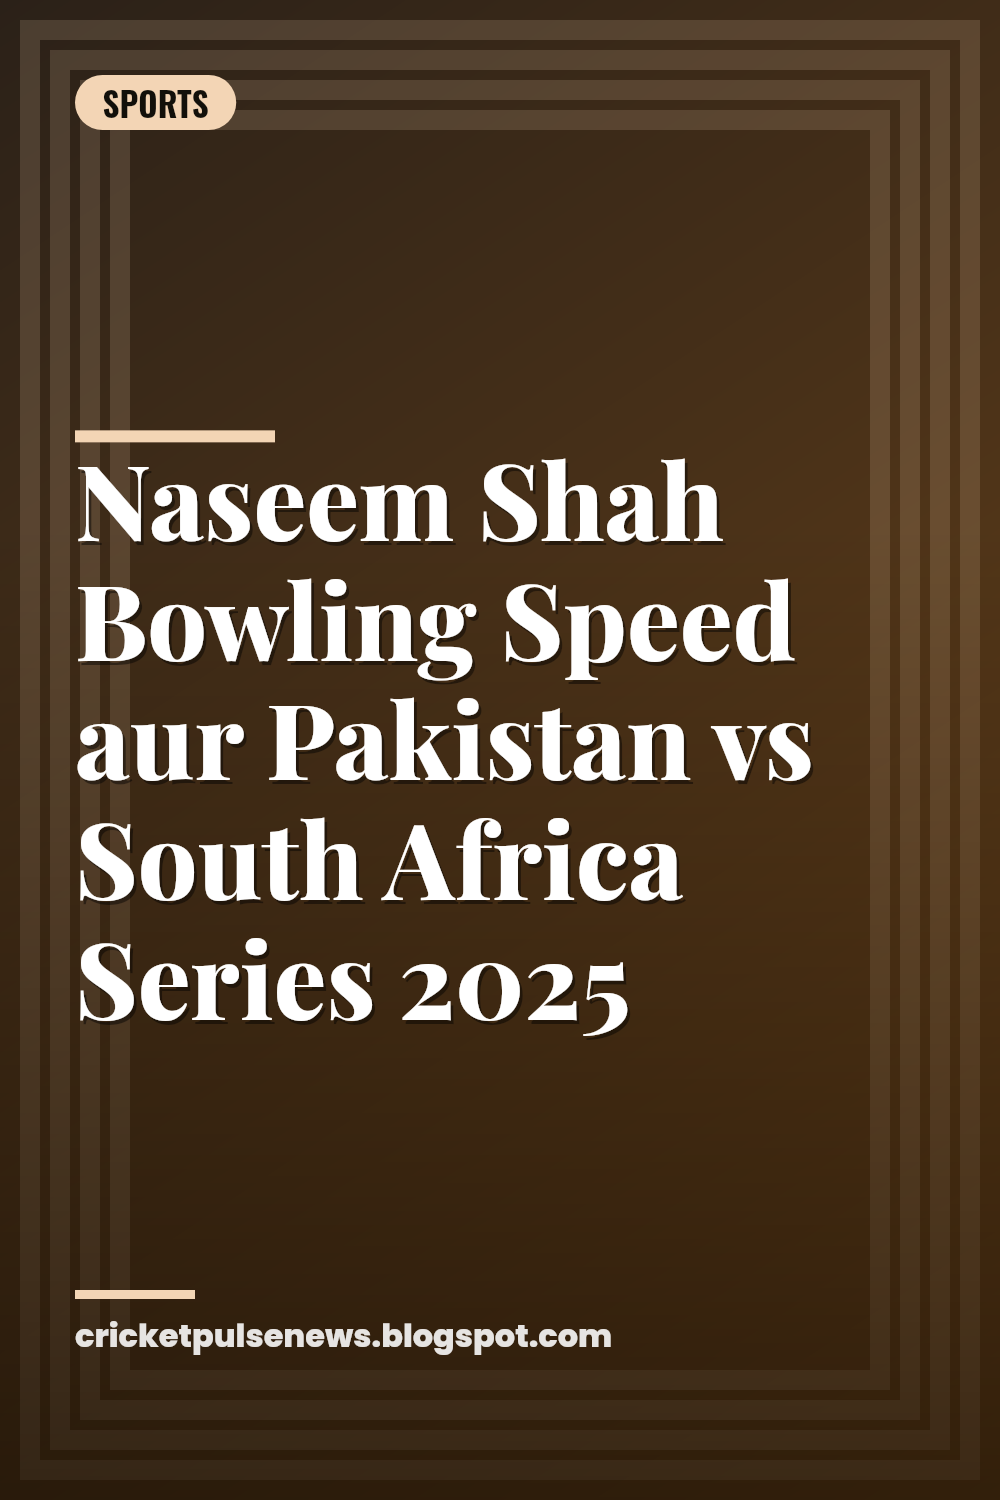 SPORTS
Naseem Shah
Bowling Speed
aur Pakistan vs
South Africa
Series 2025
cricketpulsenews.blogspot.com